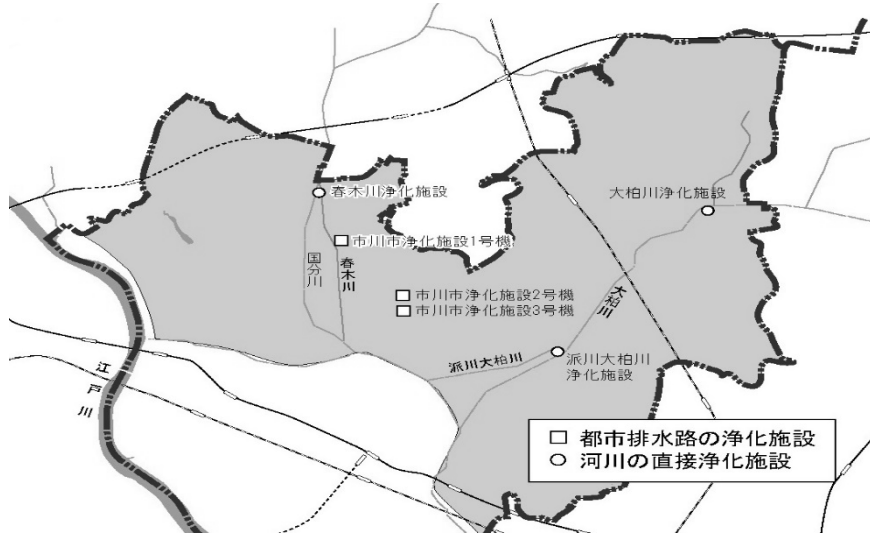 春木川浄化施設
大柏川浄化施設
市川市浄化施設1号機
国分川
春木川
市川市浄化施設2号機
市川市浄化施設3号機
大柏川
派川大柏川
派川大柏川
浄化施設
江戸川
□ 都市排水路の浄化施設
○ 河川の直接浄化施設